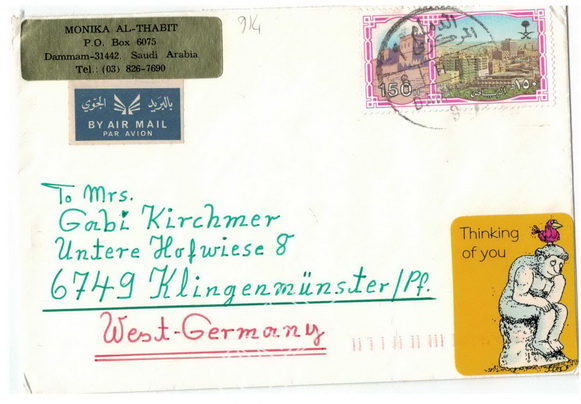 MONIKA AL-THABIT
P.O. Box 6075
Dammam-31442. Saudi Arabia
Tel.: (03) 826-7690
914
بالبريد الجوي
BY AIR MAIL
PAR AVION
150
١٥٠
To Mrs.
Gabi Kirchmer
Untere Hofwiese 8
6749 Klingenmünster/Pf.
West-Germany
Thinking
of you